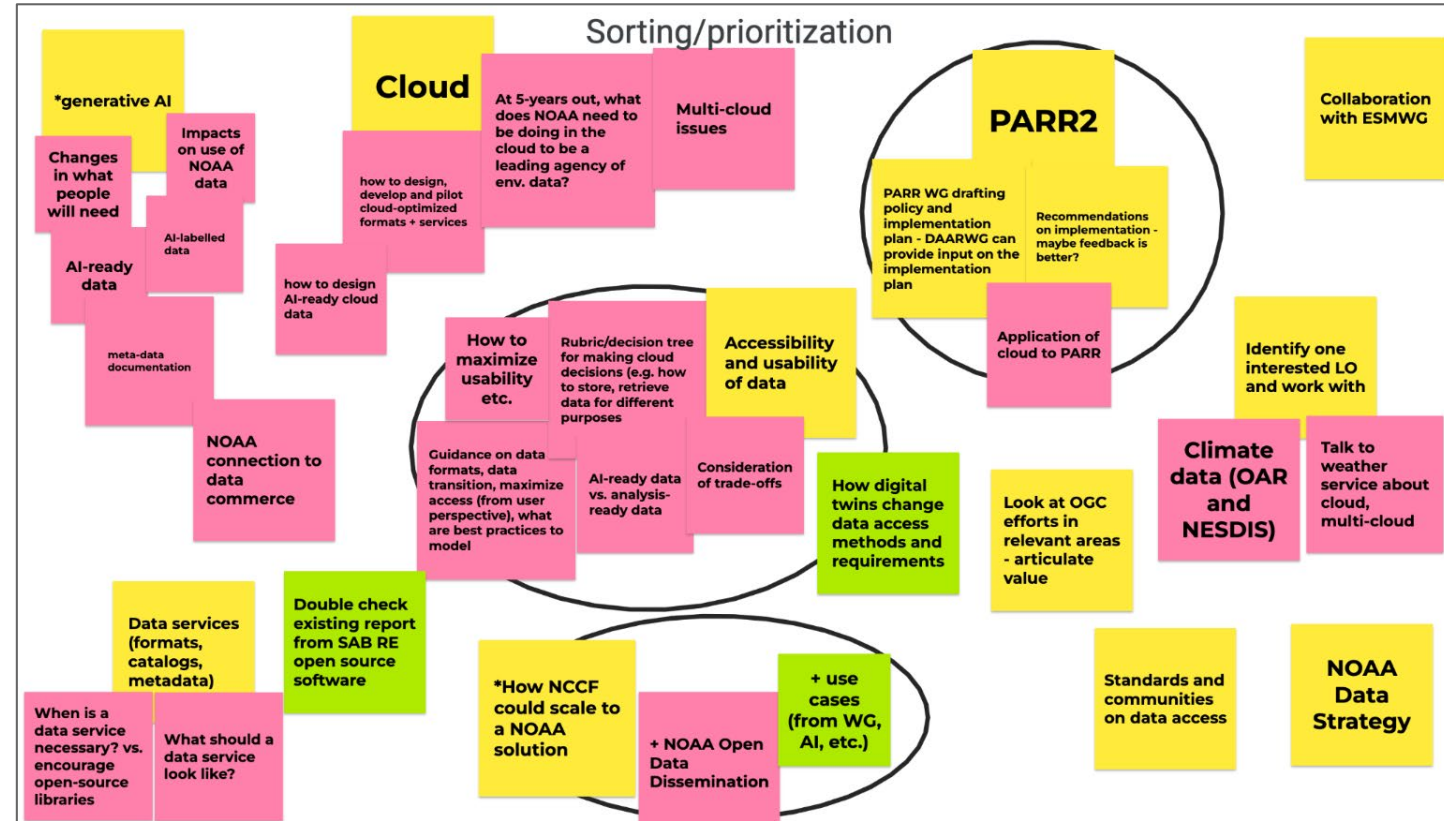 Sorting/prioritization
*generative AI
Changes
in what
people
will need
Impacts
on use of
NOAA
data
AI-labelled
data
AI-ready
data
meta-data
documentation
NOAA
connection to
data
commerce
Cloud
how to design,
develop and pilot
cloud-optimized
formats + services
At 5-years out, what
does NOAA need to
be doing in the
cloud to be a
leading agency of
env. data?
Multi-cloud
issues
how to design
AI-ready cloud
data
PARR2
PARR WG drafting
policy and
implementation
plan - DAARWG can
provide input on the
implementation
plan
Recommendations
on implementation -
maybe feedback is
better?
Application of
cloud to PARR
Collaboration
with ESMWG
How to
maximize
usability
etc.
Rubric/decision tree
for making cloud
decisions (e.g. how
to store, retrieve
data for different
purposes
Accessibility
and usability
of data
Guidance on data
formats, data
transition, maximize
access (from user
perspective), what
are best practices to
model
AI-ready data
vs. analysis-
ready data
Consideration
of trade-offs
How digital
twins change
data access
methods and
requirements
Identify one
interested LO
and work with
Climate
data (OAR
and
NESDIS)
Talk to
weather
service about
cloud,
multi-cloud
Look at OGC
efforts in
relevant areas
- articulate
value
Data services
(formats,
catalogs,
metadata)
When is a
data service
necessary? vs.
encourage
open-source
libraries
What should a
data service
look like?
Double check
existing report
from SAB RE
open source
software
*How NCCF
could scale to
a NOAA
solution
+ NOAA Open
Data
Dissemination
+ use
cases
(from WG,
AI, etc.)
Standards and
communities
on data access
NOAA
Data
Strategy